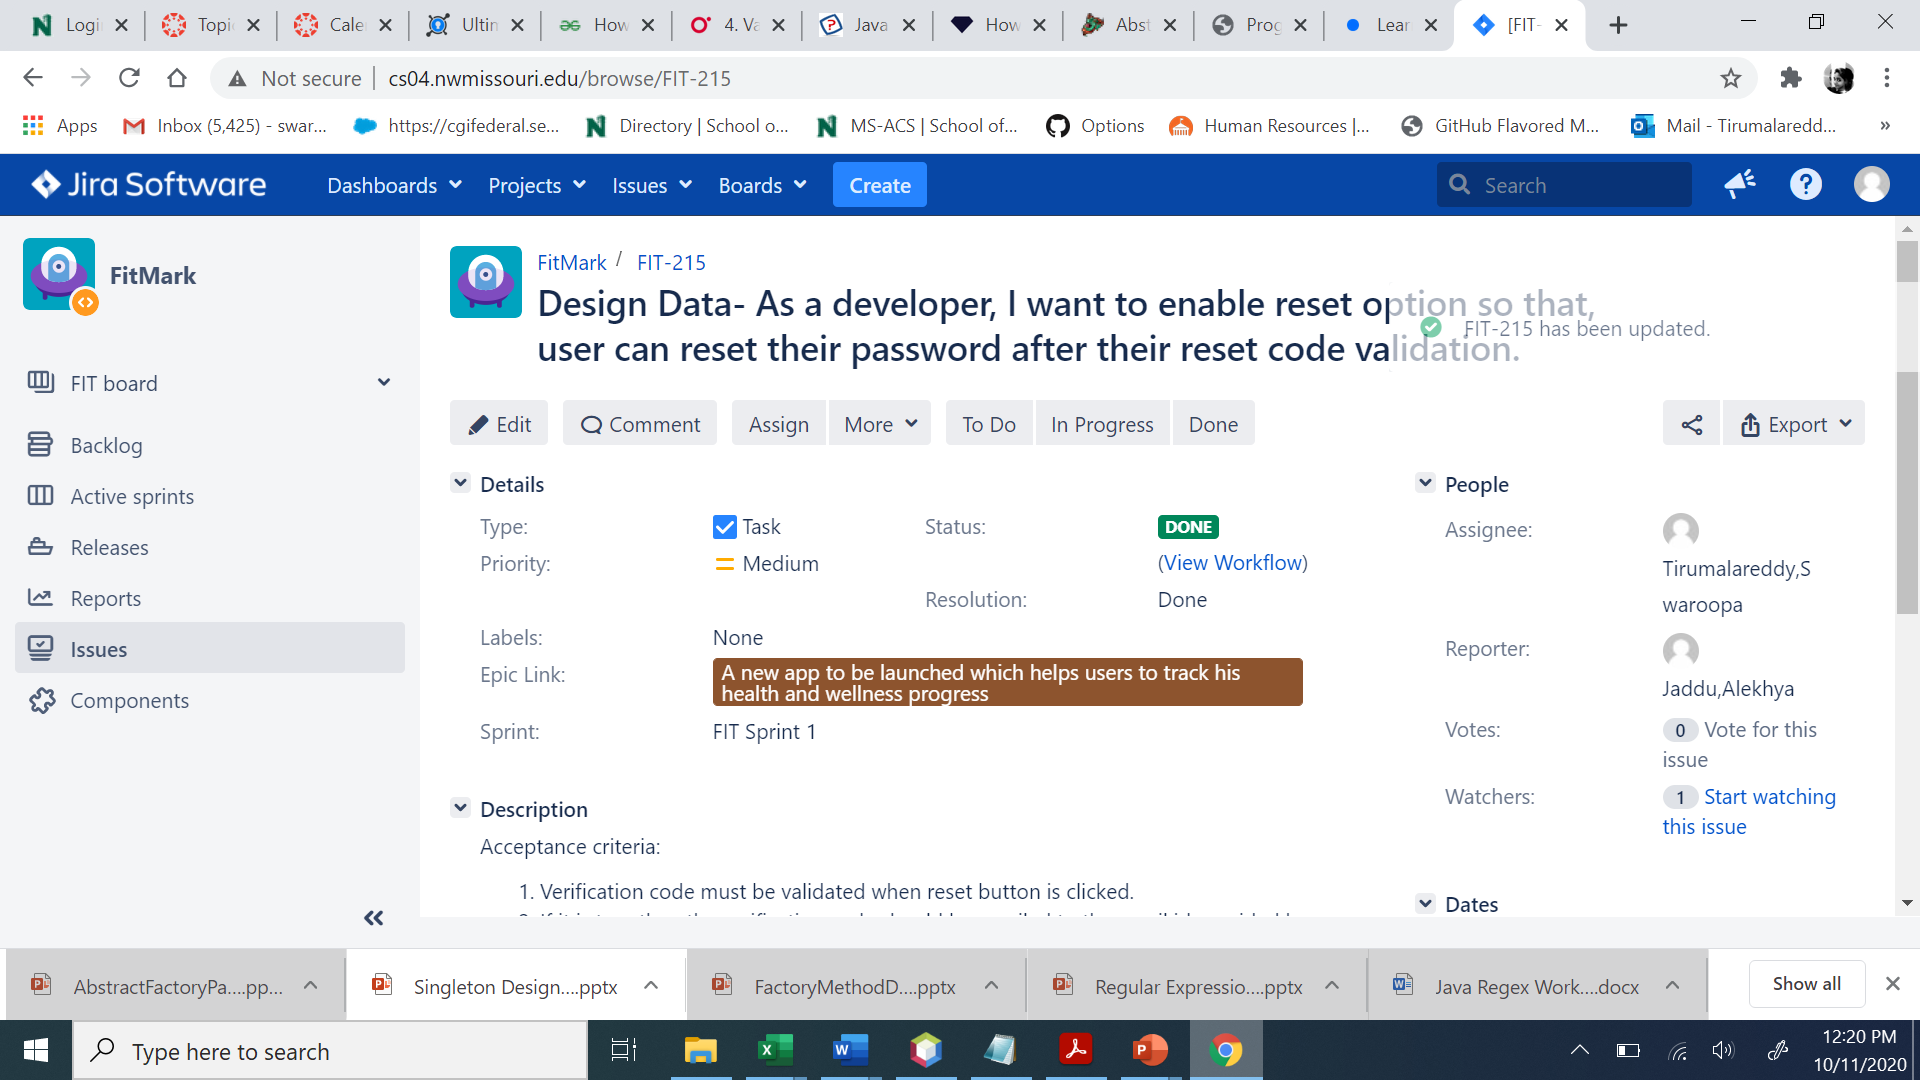 Logi
Topi
Cale
Ultin
How
4. Va
Java
How
Abst
Prog
Lear
[FIT-
Not secure
cs04.nwmissouri.edu/browse/FIT-215
Apps
Inbox (5,425) - swar...
https://cgifederal.se...
Directory | School o...
MS-ACS | School of...
Options
Human Resources |...
GitHub Flavored M...
Mail - Tirumalaredd...
»
Jira Software
Dashboards
Projects
Issues
Boards
Create
Search
FitMark
FIT board
Backlog
Active sprints
Releases
Reports
Issues
Components
FitMark / FIT-215
Design Data- As a developer, I want to enable reset option so that,
user can reset their password after their reset code validation.
FIT-215 has been updated.
Edit
Comment
Assign
More
To Do
In Progress
Done
Export
Details
Type: Task
Status: DONE
Priority: Medium
(View Workflow)
Resolution: Done
Labels: None
Epic Link: A new app to be launched which helps users to track his
health and wellness progress
Sprint: FIT Sprint 1
Description
Acceptance criteria:
1. Verification code must be validated when reset button is clicked.
People
Assignee:
Tirumalareddy,S
waroopa
Reporter:
Jaddu,Alekhya
Votes: 0 Vote for this
issue
Watchers: 1 Start watching
this issue
Dates
AbstractFactoryPa....pp...
Singleton Design....pptx
FactoryMethodD....pptx
Regular Expressio....pptx
Java Regex Work....docx
Show all
Type here to search
12:20 PM
10/11/2020